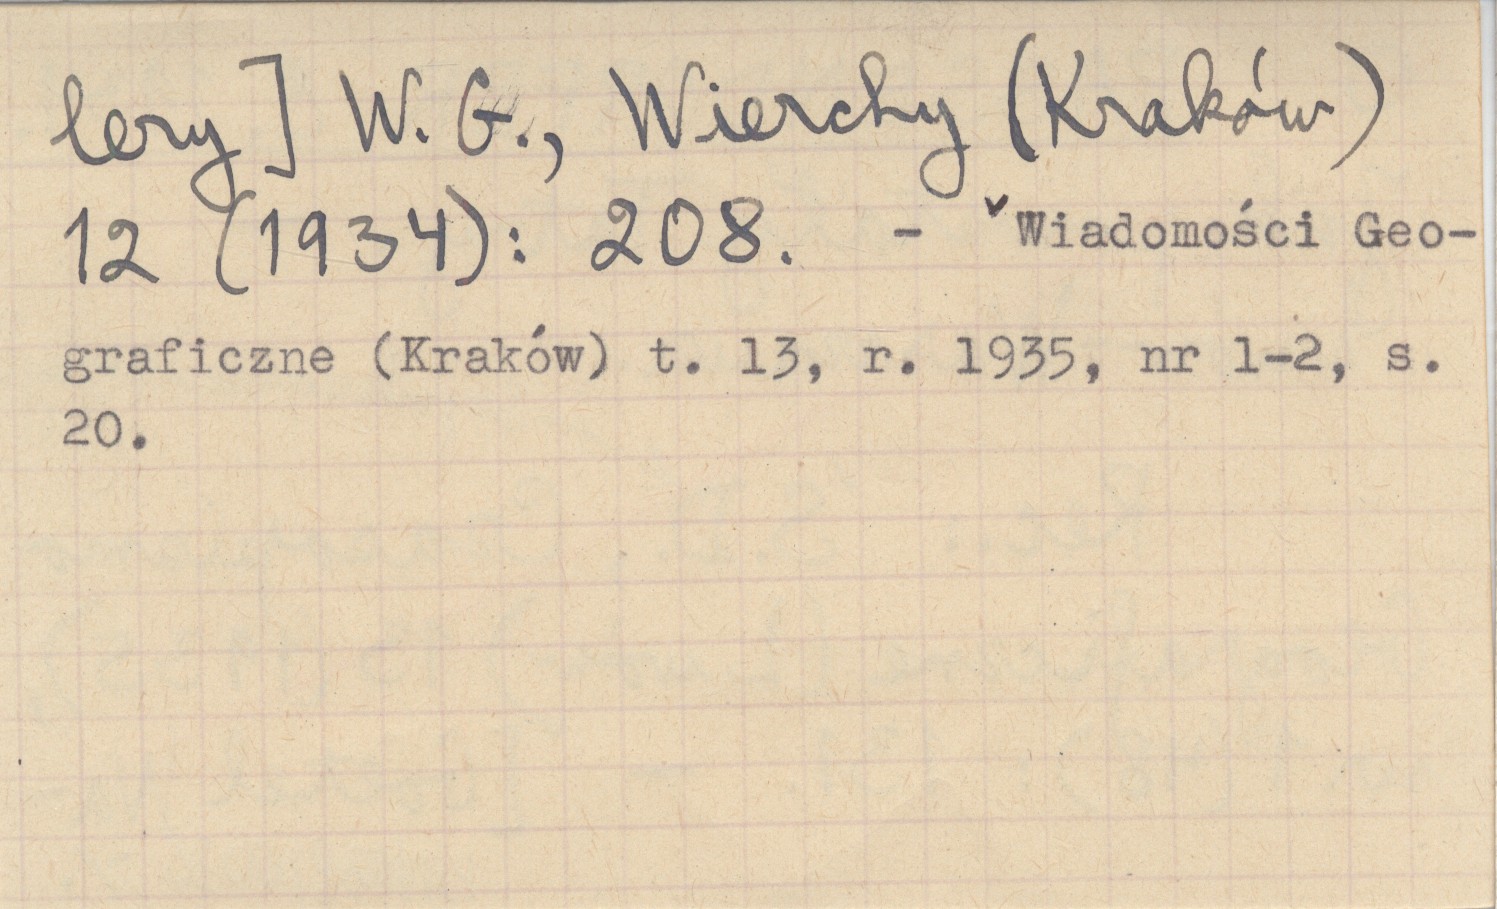 lery] W. G., Wierchy (Kraków)
12 (1934): 208. - Wiadomości Geo-
graficzne (Kraków) t. 13, r. 1935, nr 1-2, s.
20.